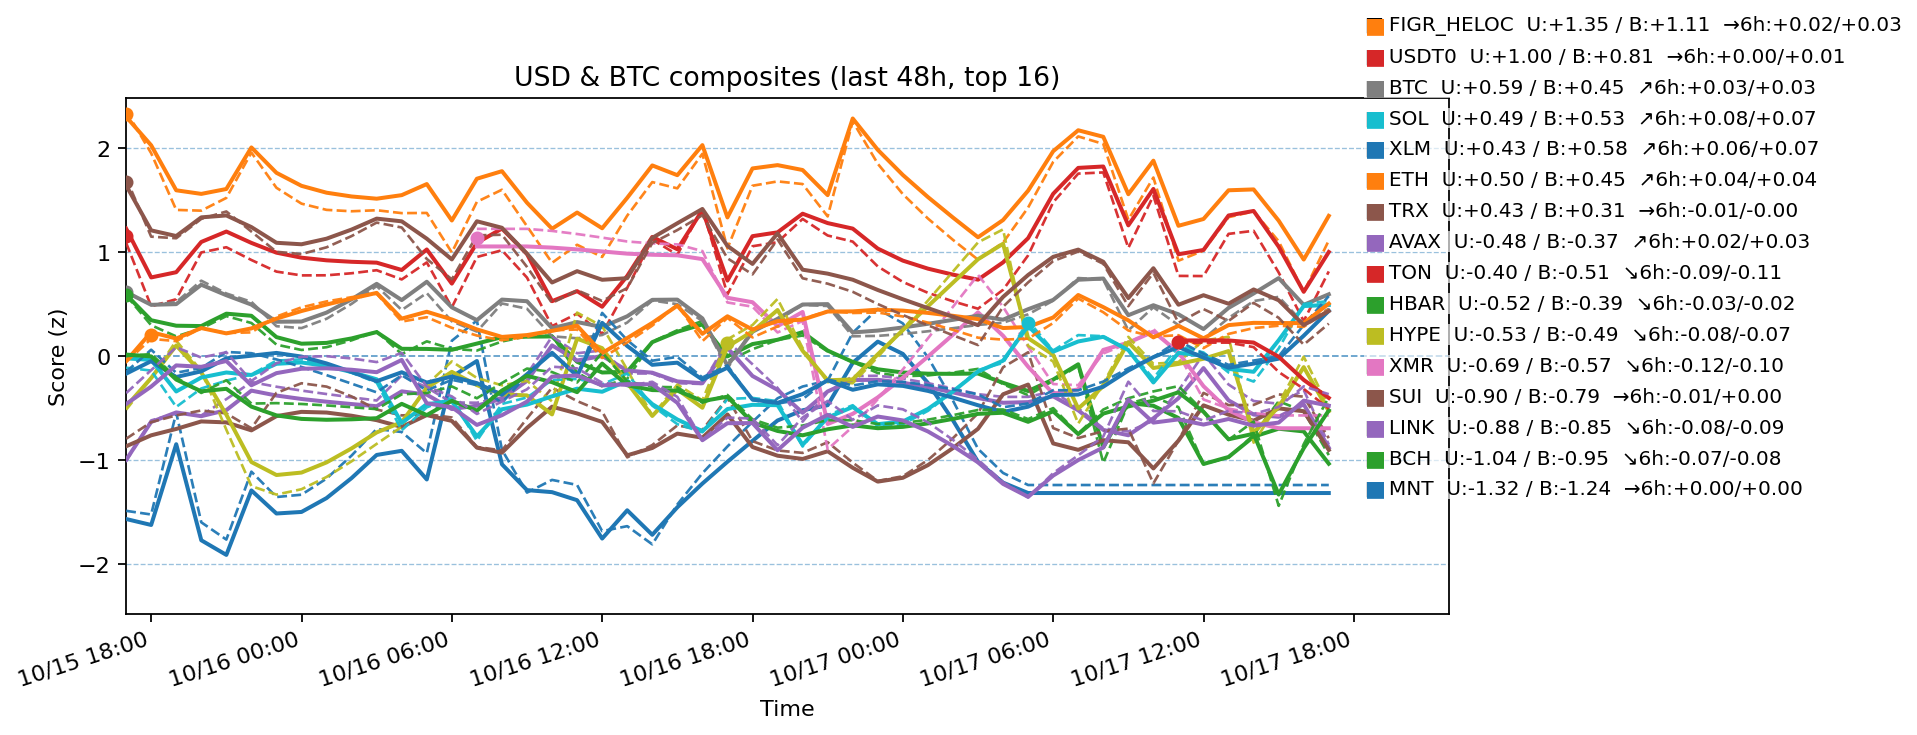 USD & BTC composites (last 48h, top 16)
FIGR_HELOC U:+1.35 / B:+1.11 →6h:+0.02/+0.03
USDT0 U:+1.00 / B:+0.81 →6h:+0.00/+0.01
BTC U:+0.59 / B:+0.45 ↗6h:+0.03/+0.03
SOL U:+0.49 / B:+0.53 ↗6h:+0.08/+0.07
XLM U:+0.43 / B:+0.58 ↗6h:+0.06/+0.07
ETH U:+0.50 / B:+0.45 ↗6h:+0.04/+0.04
TRX U:+0.43 / B:+0.31 →6h:-0.01/-0.00
AVAX U:-0.48 / B:-0.37 ↗6h:+0.02/+0.03
TON U:-0.40 / B:-0.51 ↘6h:-0.09/-0.11
HBAR U:-0.52 / B:-0.39 ↘6h:-0.03/-0.02
HYPE U:-0.53 / B:-0.49 ↘6h:-0.08/-0.07
XMR U:-0.69 / B:-0.57 ↘6h:-0.12/-0.10
SUI U:-0.90 / B:-0.79 →6h:-0.01/+0.00
LINK U:-0.88 / B:-0.85 ↘6h:-0.08/-0.09
BCH U:-1.04 / B:-0.95 ↘6h:-0.07/-0.08
MNT U:-1.32 / B:-1.24 →6h:+0.00/+0.00
Score (z)
2
1
0
−1
−2
10/15 18:00
10/16 00:00
10/16 06:00
10/16 12:00
10/16 18:00
10/17 00:00
10/17 06:00
10/17 12:00
10/17 18:00
Time